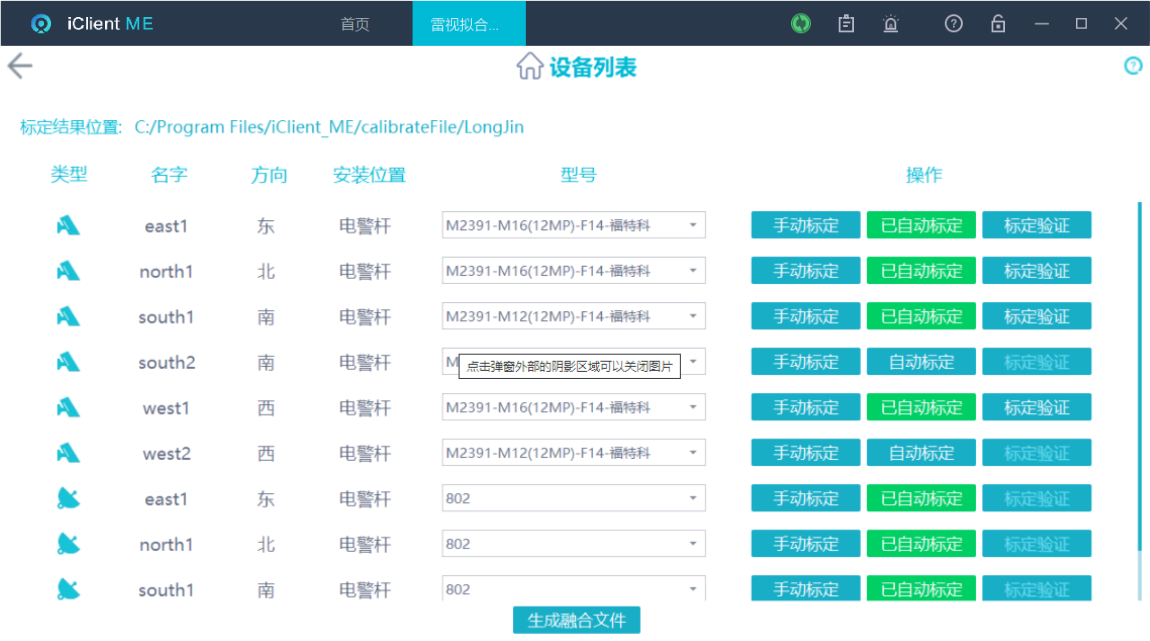 iClient ME 首页 雷视拟合...
设备列表
标定结果位置: C:/Program Files/iClient_ME/calibrateFile/LongJin
类型 名字 方向 安装位置 型号 操作
east1 东 电警杆 M2391-M16(12MP)-F14-福特科 手动标定 已自动标定 标定验证
north1 北 电警杆 M2391-M16(12MP)-F14-福特科 手动标定 已自动标定 标定验证
south1 南 电警杆 M2391-M12(12MP)-F14-福特科 手动标定 已自动标定 标定验证
south2 南 电警杆 M 点击弹窗外部的阴影区域可以关闭图片 手动标定 自动标定 标定验证
west1 西 电警杆 M2391-M16(12MP)-F14-福特科 手动标定 已自动标定 标定验证
west2 西 电警杆 M2391-M12(12MP)-F14-福特科 手动标定 自动标定 标定验证
east1 东 电警杆 802 手动标定 已自动标定 标定验证
north1 北 电警杆 802 手动标定 已自动标定 标定验证
south1 南 电警杆 802 手动标定 已自动标定 标定验证
生成融合文件